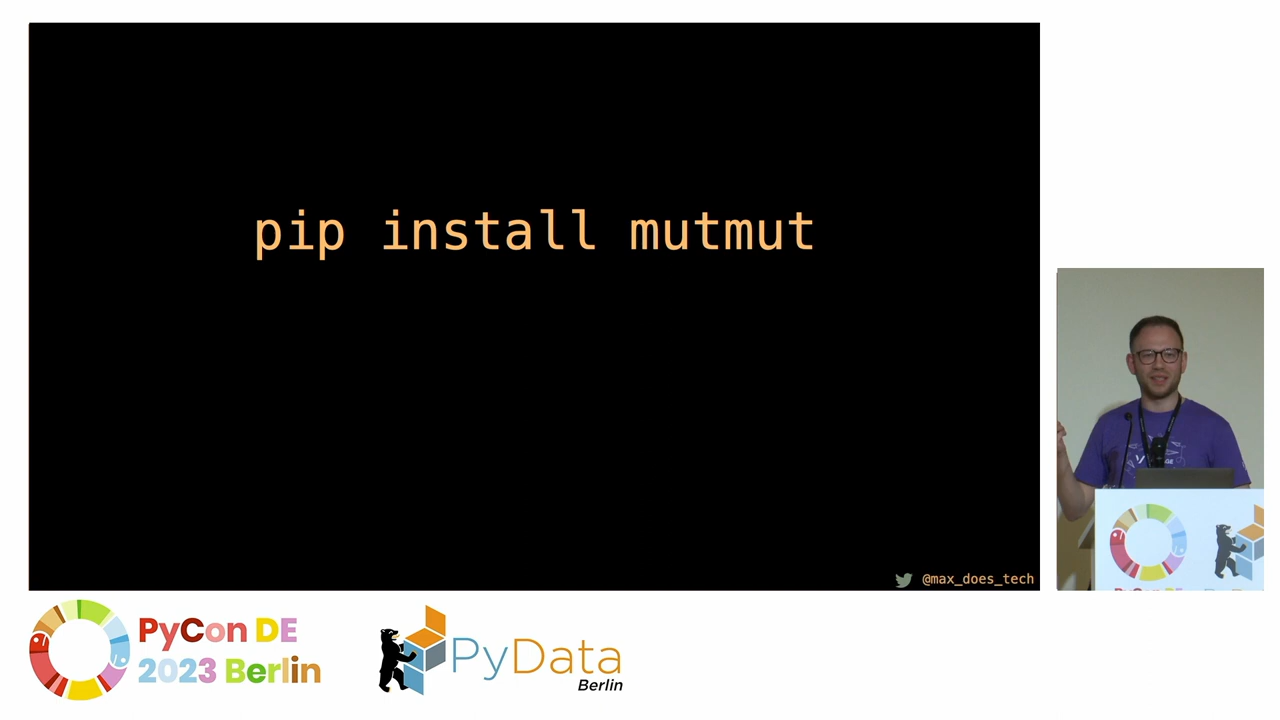 pip install mutmut
@max_does_tech
PyCon DE
2023 Berlin
PyData
Berlin